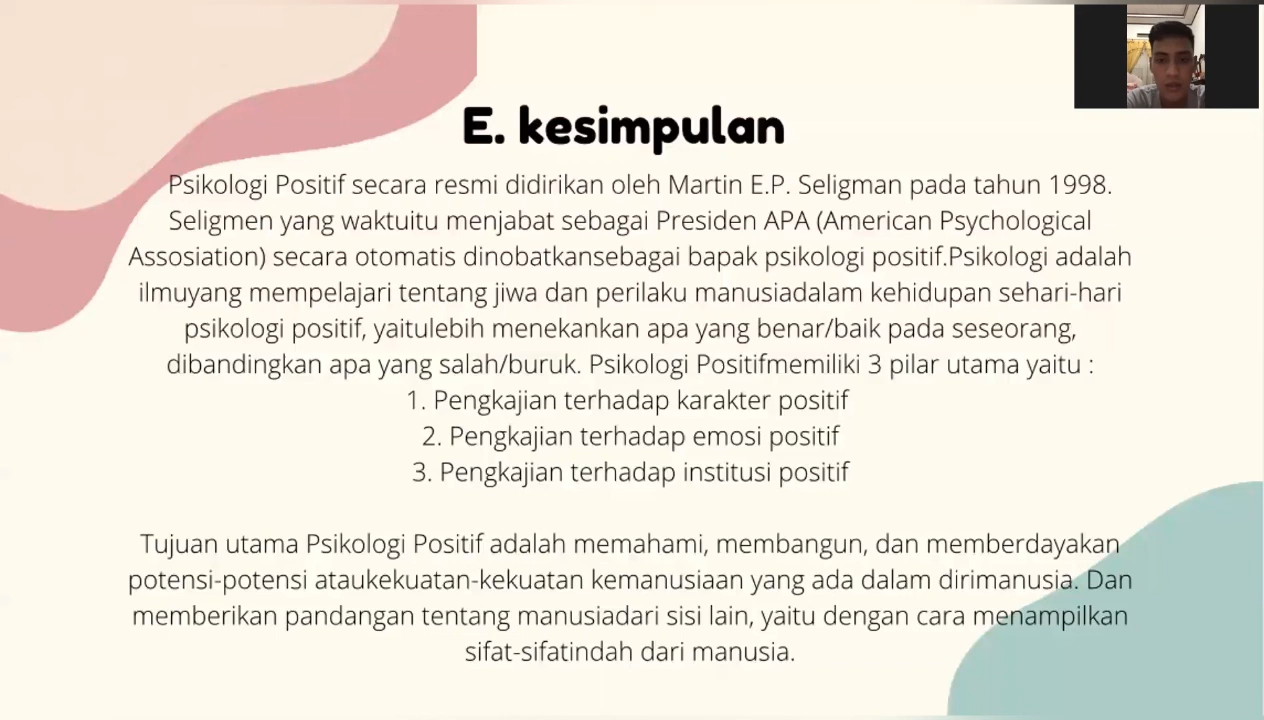 E. kesimpulan
Psikologi Positif secara resmi didirikan oleh Martin E.P. Seligman pada tahun 1998.
Seligmen yang waktuitu menjabat sebagai Presiden APA (American Psychological
Assosiation) secara otomatis dinobatkansebagai bapak psikologi positif.Psikologi adalah
ilmuyang mempelajari tentang jiwa dan perilaku manusiadalam kehidupan sehari-hari
psikologi positif, yaitulebih menekankan apa yang benar/baik pada seseorang,
dibandingkan apa yang salah/buruk. Psikologi Positifmemiliki 3 pilar utama yaitu :
1. Pengkajian terhadap karakter positif
2. Pengkajian terhadap emosi positif
3. Pengkajian terhadap institusi positif
Tujuan utama Psikologi Positif adalah memahami, membangun, dan memberdayakan
potensi-potensi ataukekuatan-kekuatan kemanusiaan yang ada dalam dirimanusia. Dan
memberikan pandangan tentang manusiadari sisi lain, yaitu dengan cara menampilkan
sifat-sifatindah dari manusia.